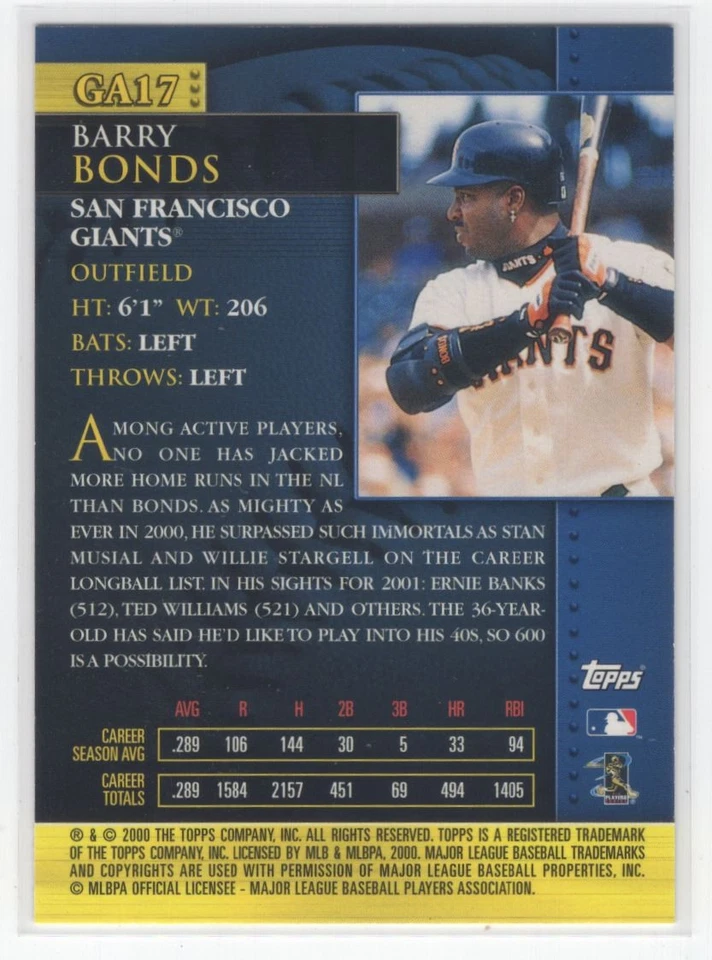 GA17
BARRY
BONDS
SAN FRANCISCO
GIANTS®
OUTFIELD
HT: 6'1" WT: 206
BATS: LEFT
THROWS: LEFT
GIANTS
BONDS
GIANTS
AMONG ACTIVE PLAYERS,
NO ONE HAS JACKED
MORE HOME RUNS IN THE NL
THAN BONDS. AS MIGHTY AS
EVER IN 2000, HE SURPASSED SUCH IMMORTALS AS STAN
MUSIAL AND WILLIE STARGELL ON THE CAREER
LONGBALL LIST. IN HIS SIGHTS FOR 2001: ERNIE BANKS
(512), TED WILLIAMS (521) AND OTHERS. THE 36-YEAR-
OLD HAS SAID HE'D LIKE TO PLAY INTO HIS 40S, SO 600
IS A POSSIBILITY.
TOPPS®
AVG R H 2B 3B HR RBI
CAREER
SEASON AVG .289 106 144 30 5 33 94
CAREER
TOTALS .289 1584 2157 451 69 494 1405
PLAYERS
® & © 2000 THE TOPPS COMPANY, INC. ALL RIGHTS RESERVED. TOPPS IS A REGISTERED TRADEMARK
OF THE TOPPS COMPANY, INC. LICENSED BY MLB & MLBPA, 2000. MAJOR LEAGUE BASEBALL TRADEMARKS
AND COPYRIGHTS ARE USED WITH PERMISSION OF MAJOR LEAGUE BASEBALL PROPERTIES, INC.
© MLBPA OFFICIAL LICENSEE - MAJOR LEAGUE BASEBALL PLAYERS ASSOCIATION.